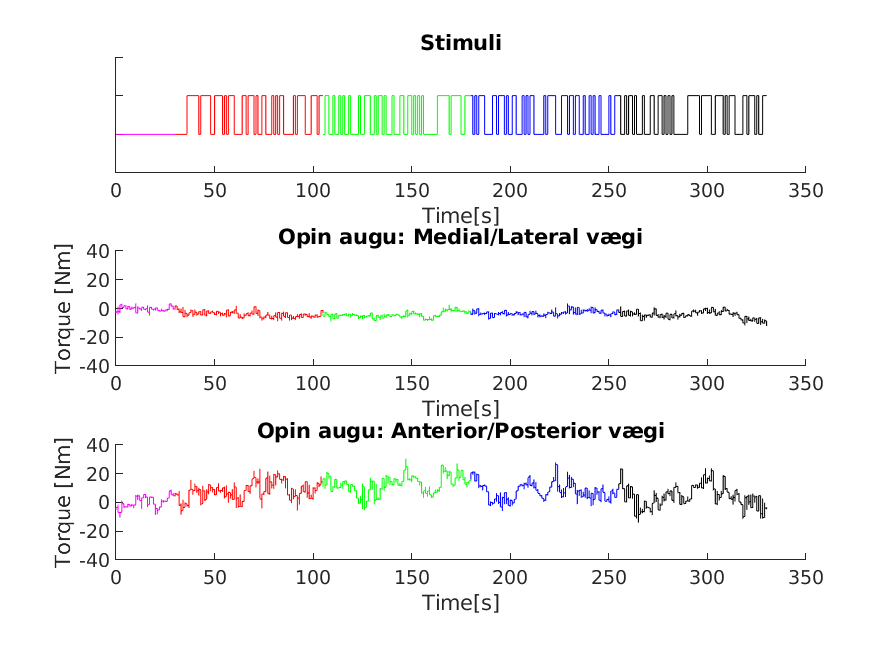 Stimuli
0 50 100 150 200 250 300 350
Time[s]
Opin augu: Medial/Lateral vægi
Torque [Nm]
40
20
0
-20
-40
0 50 100 150 200 250 300 350
Time[s]
Opin augu: Anterior/Posterior vægi
Torque [Nm]
40
20
0
-20
-40
0 50 100 150 200 250 300 350
Time[s]